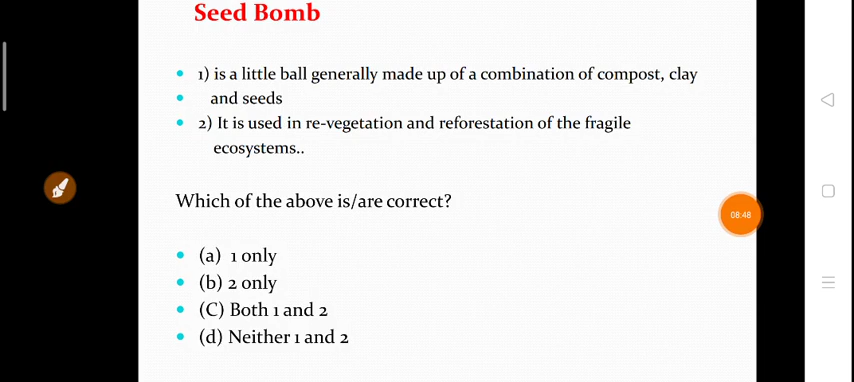 Seed Bomb
1) is a little ball generally made up of a combination of compost, clay
and seeds
2) It is used in re-vegetation and reforestation of the fragile
ecosystems..
Which of the above is/are correct?
08:48
(a) 1 only
(b) 2 only
(C) Both 1 and 2
(d) Neither 1 and 2